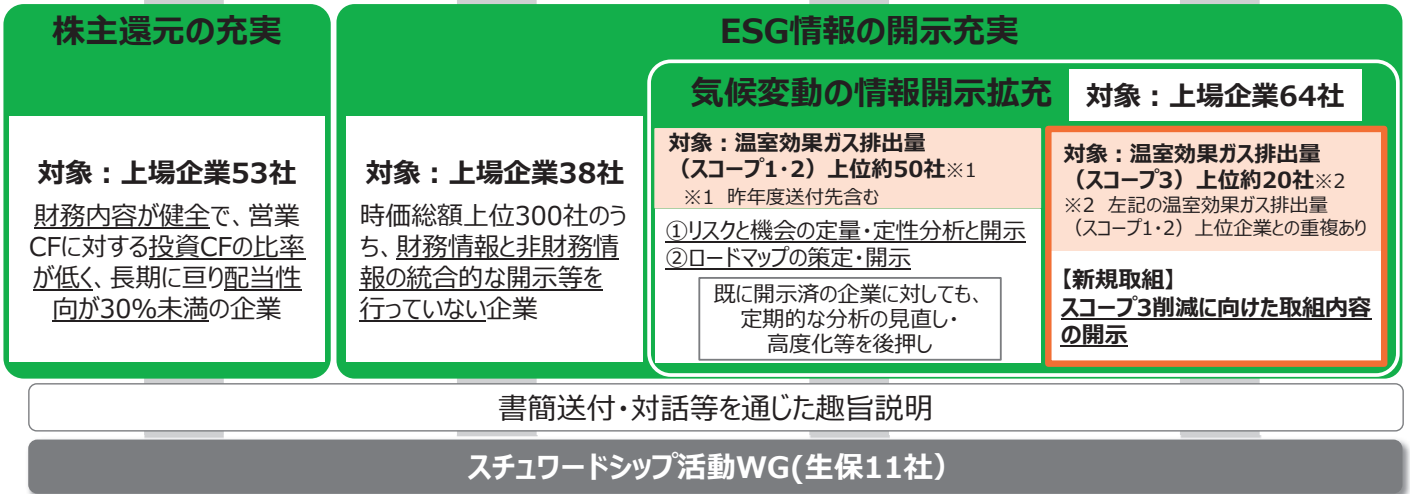 株主還元の充実
対象：上場企業53社
財務内容が健全で、営業
CFに対する投資CFの比率
が低く、長期に亘り配当性
向が30%未満の企業
ESG情報の開示充実
対象：上場企業38社
時価総額上位300社のう
ち、財務情報と非財務情
報の統合的な開示等を
行っていない企業
気候変動の情報開示拡充
対象：上場企業64社
対象：温室効果ガス排出量
（スコープ1・2）上位約50社※1
※1 昨年度送付先含む
①リスクと機会の定量・定性分析と開示
②ロードマップの策定・開示
既に開示済の企業に対しても、
定期的な分析の見直し・
高度化等を後押し
対象：温室効果ガス排出量
（スコープ3）上位約20社※2
※2 左記の温室効果ガス排出量
（スコープ1・2）上位企業との重複あり
【新規取組】
スコープ3削減に向けた取組内容
の開示
書簡送付・対話等を通じた趣旨説明
スチュワードシップ活動WG(生保11社）